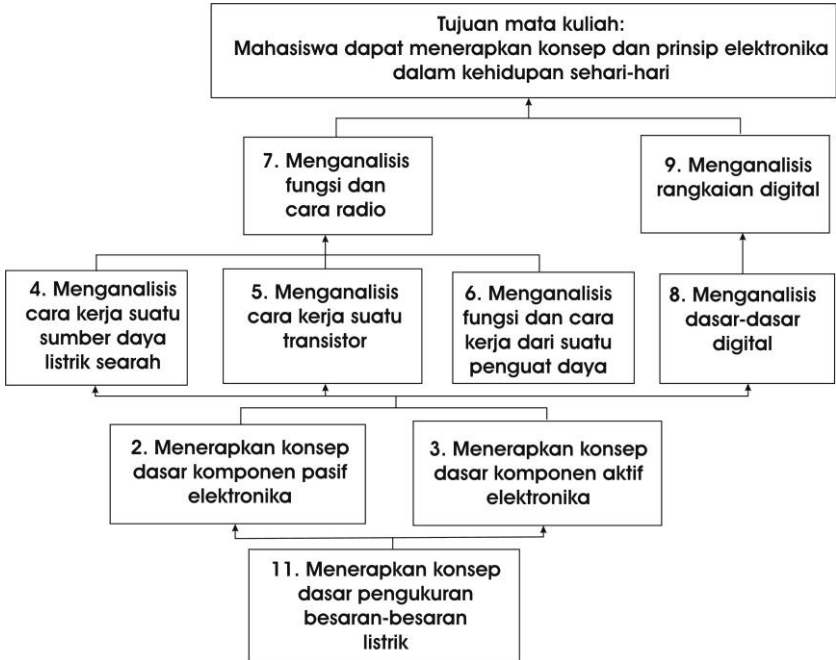 Tujuan mata kuliah:
Mahasiswa dapat menerapkan konsep dan prinsip elektronika
dalam kehidupan sehari-hari
7. Menganalisis
fungsi dan
cara radio
9. Menganalisis
rangkaian digital
4. Menganalisis
cara kerja suatu
sumber daya
listrik searah
5. Menganalisis
cara kerja suatu
transistor
6. Menganalisis
fungsi dan cara
kerja dari suatu
penguat daya
8. Menganalisis
dasar-dasar
digital
2. Menerapkan konsep
dasar komponen pasif
elektronika
3. Menerapkan konsep
dasar komponen aktif
elektronika
11. Menerapkan konsep
dasar pengukuran
besaran-besaran
listrik